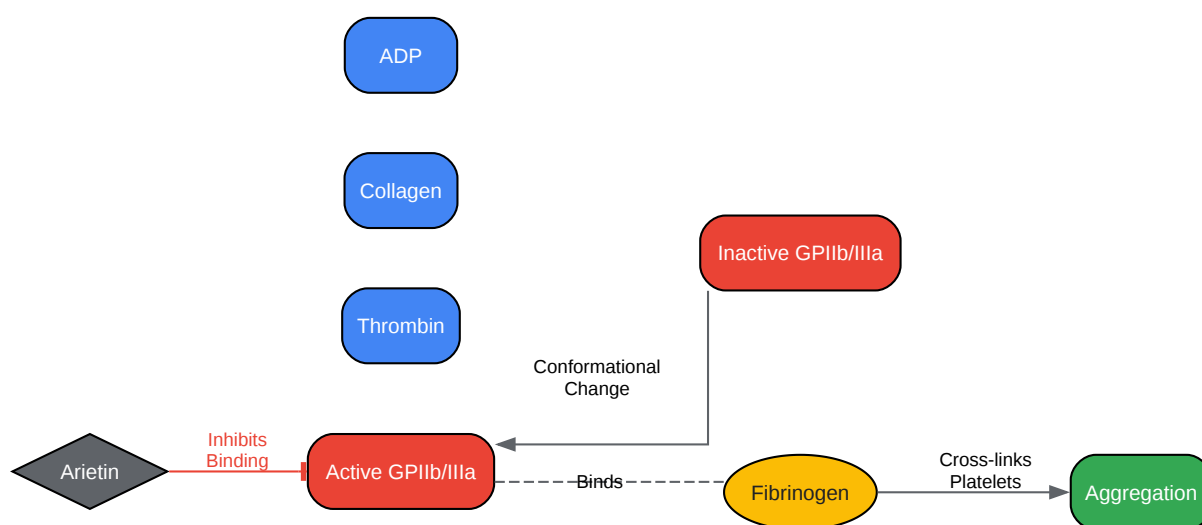 ADP
Collagen
Inactive GPIIb/IIIa
Thrombin
Conformational
Change
Arietin
Inhibits
Binding
Active GPIIb/IIIa
Binds
Fibrinogen
Cross-links
Platelets
Aggregation